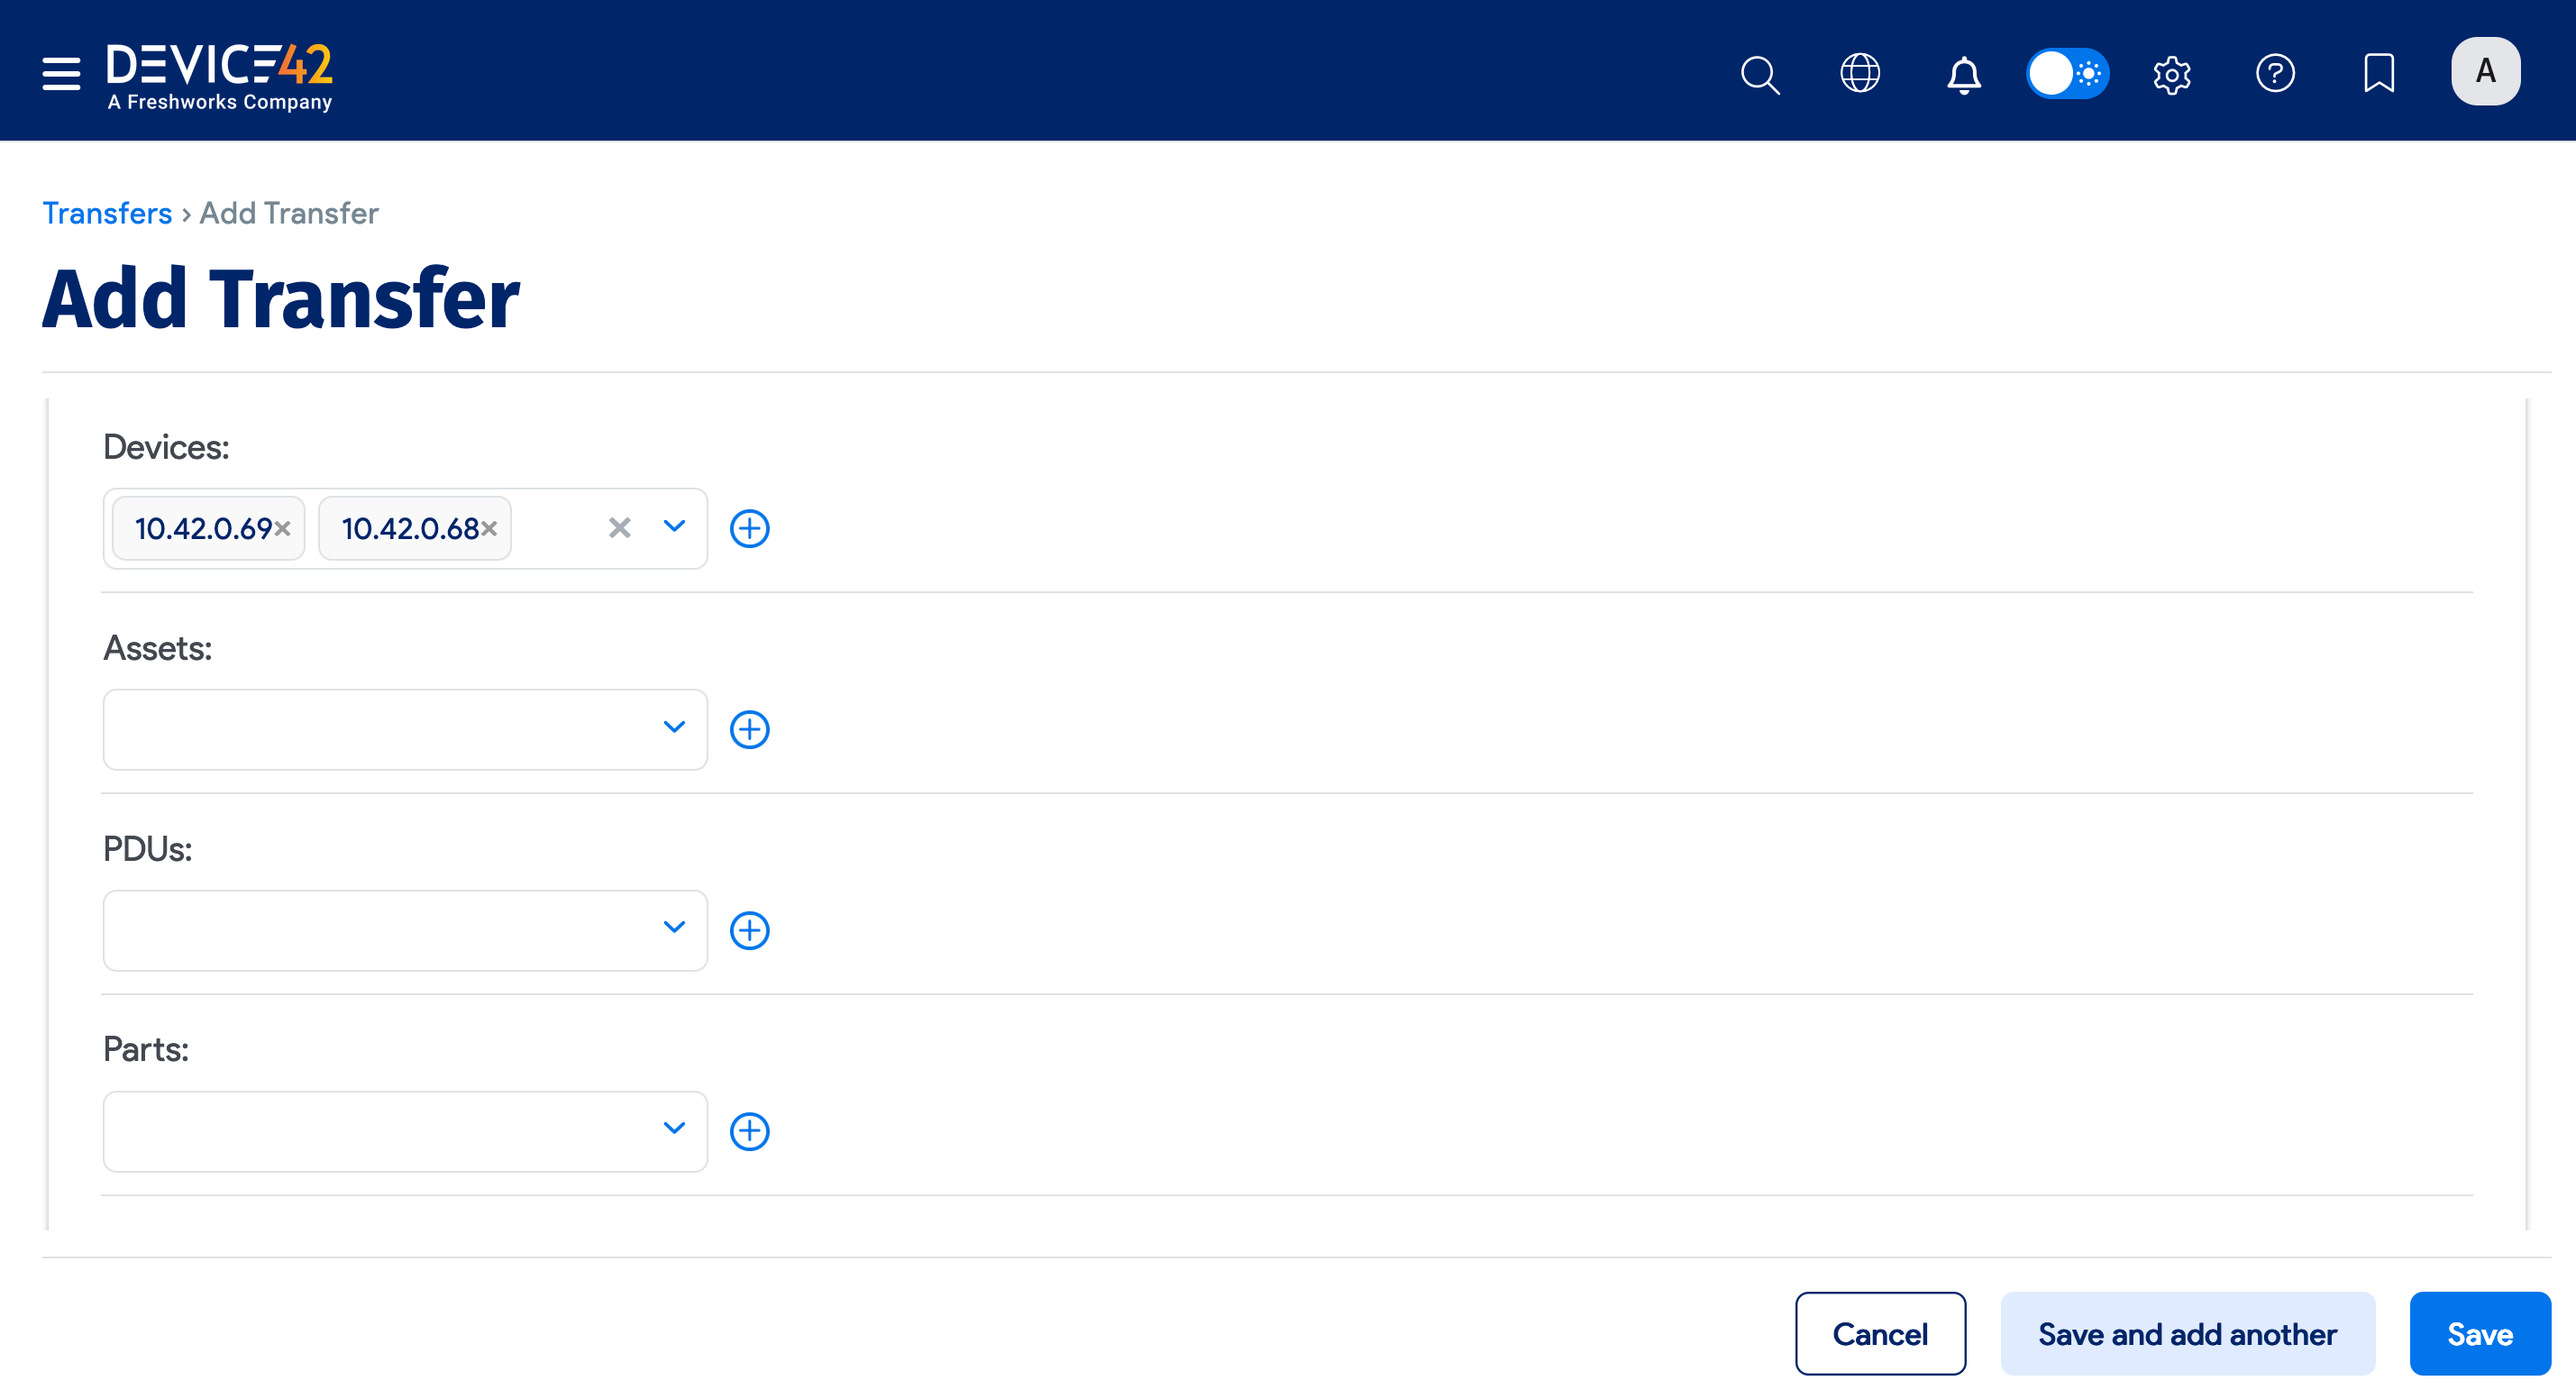 DEVICE42
A Freshworks Company
A
Transfers › Add Transfer
Add Transfer
Devices:
10.42.0.69× 10.42.0.68×
Assets:
PDUs:
Parts:
Cancel
Save and add another
Save